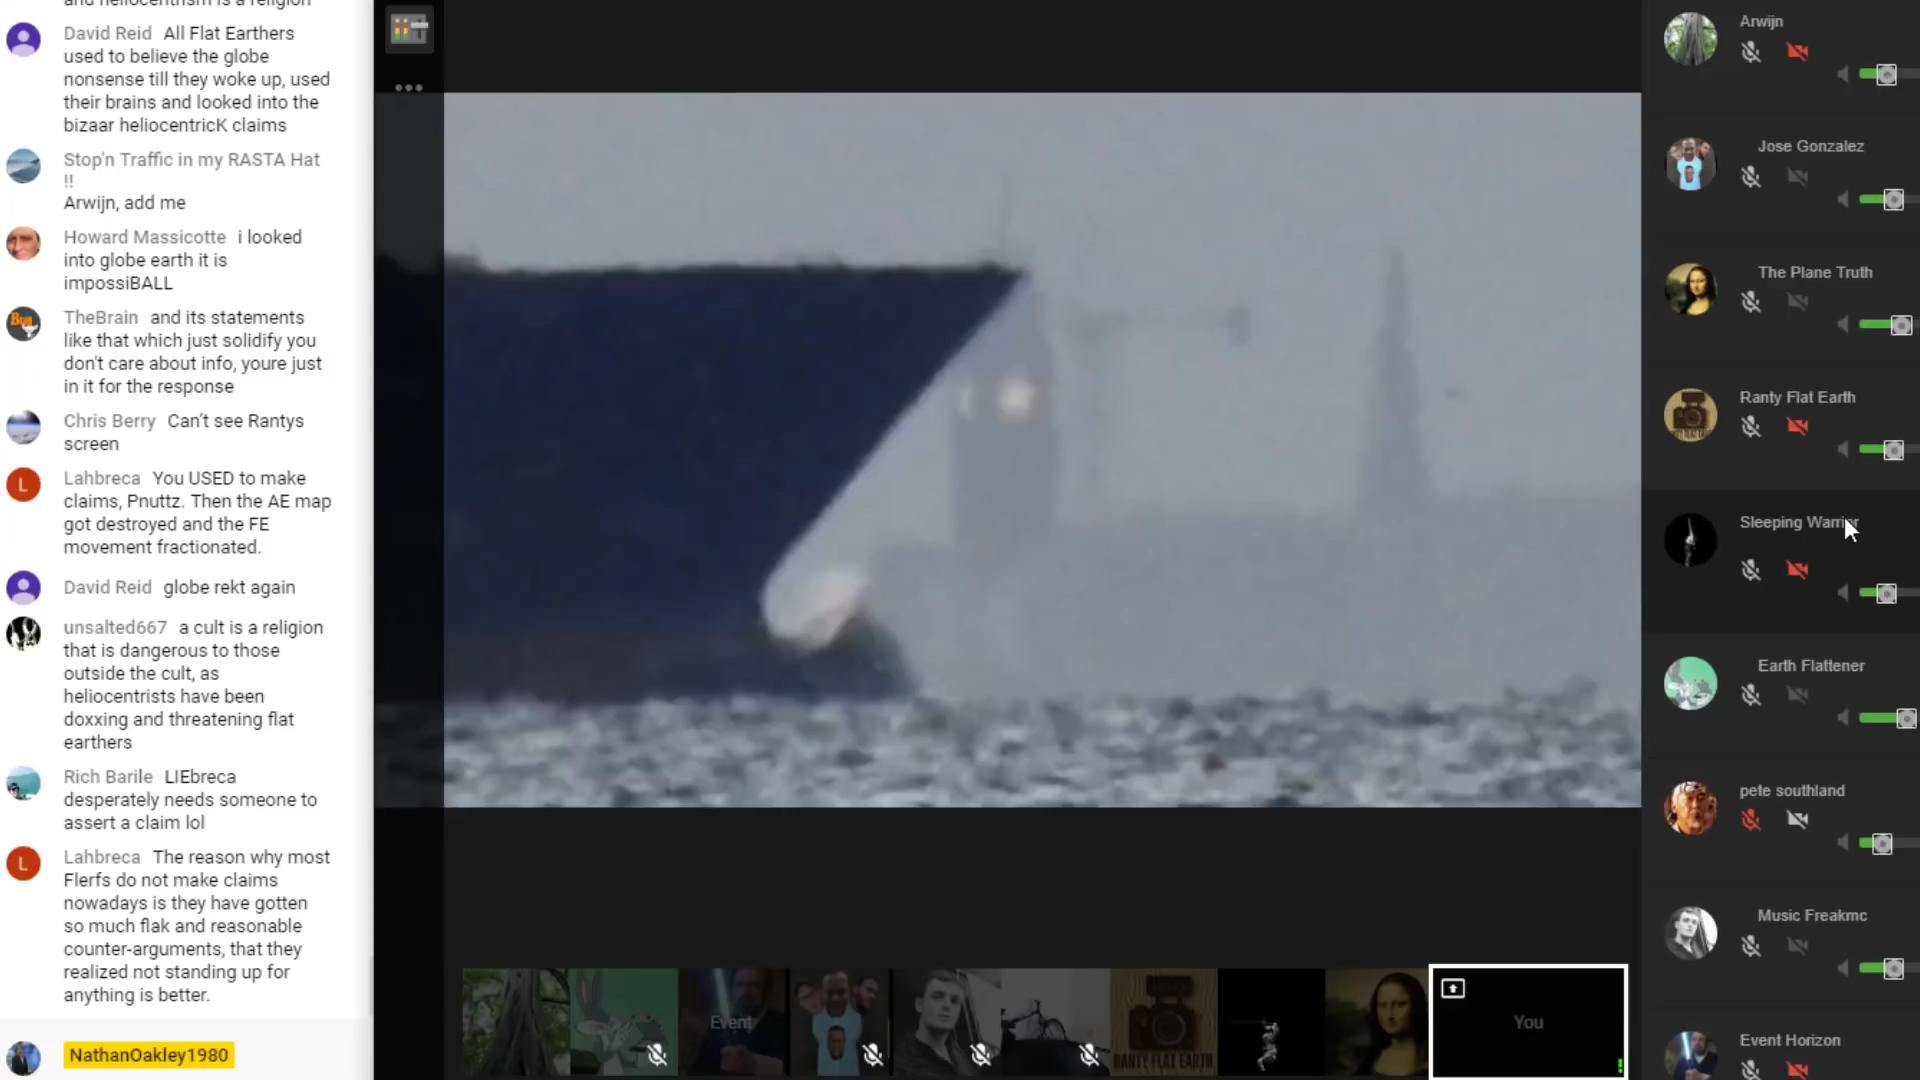 and heliocentrism is a religion
David Reid All Flat Earthers
used to believe the globe
nonsense till they woke up, used
their brains and looked into the
bizaar heliocentricK claims
Stop'n Traffic in my RASTA Hat
!!
Arwijn, add me
Howard Massicotte i looked
into globe earth it is
impossiBALL
TheBrain and its statements
like that which just solidify you
don't care about info, youre just
in it for the response
Chris Berry Can't see Rantys
screen
Lahbreca You USED to make
claims, Pnuttz. Then the AE map
got destroyed and the FE
movement fractionated.
David Reid globe rekt again
unsalted667 a cult is a religion
that is dangerous to those
outside the cult, as
heliocentrists have been
doxxing and threatening flat
earthers
Rich Barile LIEbreca
desperately needs someone to
assert a claim lol
Lahbreca The reason why most
Flerfs do not make claims
nowadays is they have gotten
so much flak and reasonable
counter-arguments, that they
realized not standing up for
anything is better.
NathanOakley1980
L
L
Event
RANTY FLAT EARTH
You
Arwijn
Jose Gonzalez
The Plane Truth
Ranty Flat Earth
Sleeping Warrior
Earth Flattener
pete southland
Music Freakmc
Event Horizon